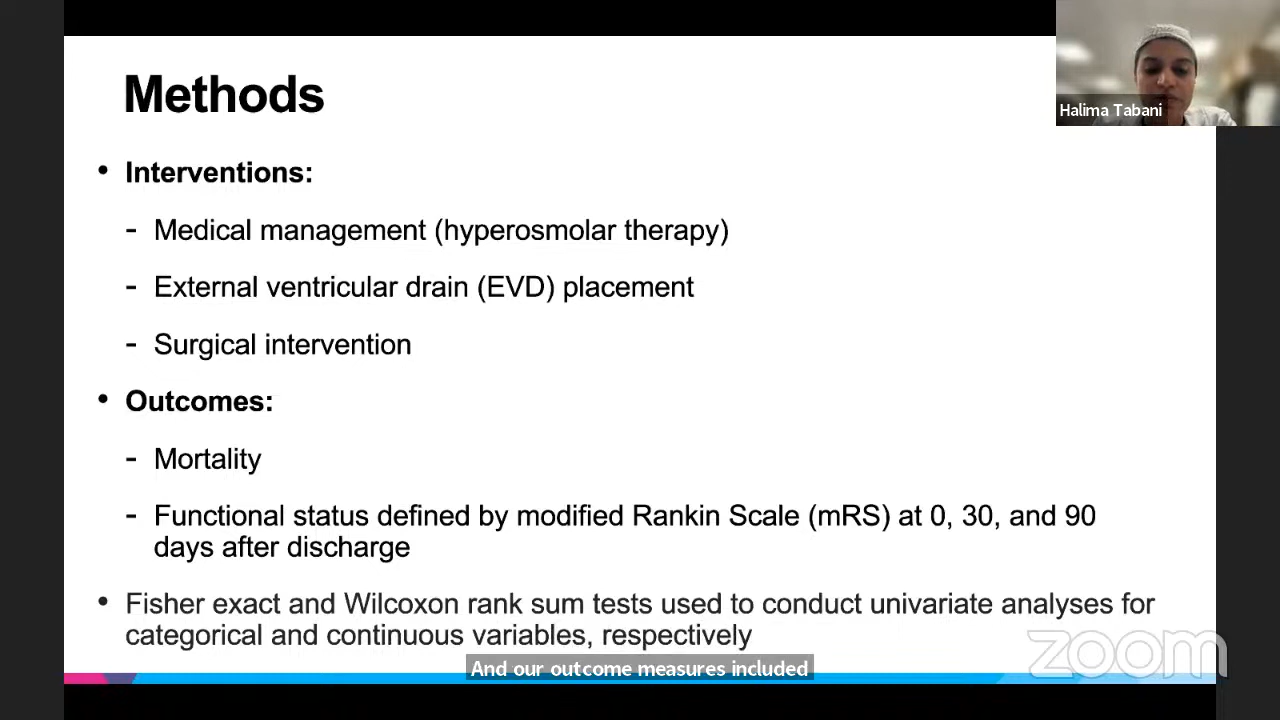 Methods
Halima Tabani
• Interventions:
- Medical management (hyperosmolar therapy)
- External ventricular drain (EVD) placement
- Surgical intervention
• Outcomes:
- Mortality
- Functional status defined by modified Rankin Scale (mRS) at 0, 30, and 90
days after discharge
• Fisher exact and Wilcoxon rank sum tests used to conduct univariate analyses for
categorical and continuous variables, respectively
And our outcome measures included
zoom